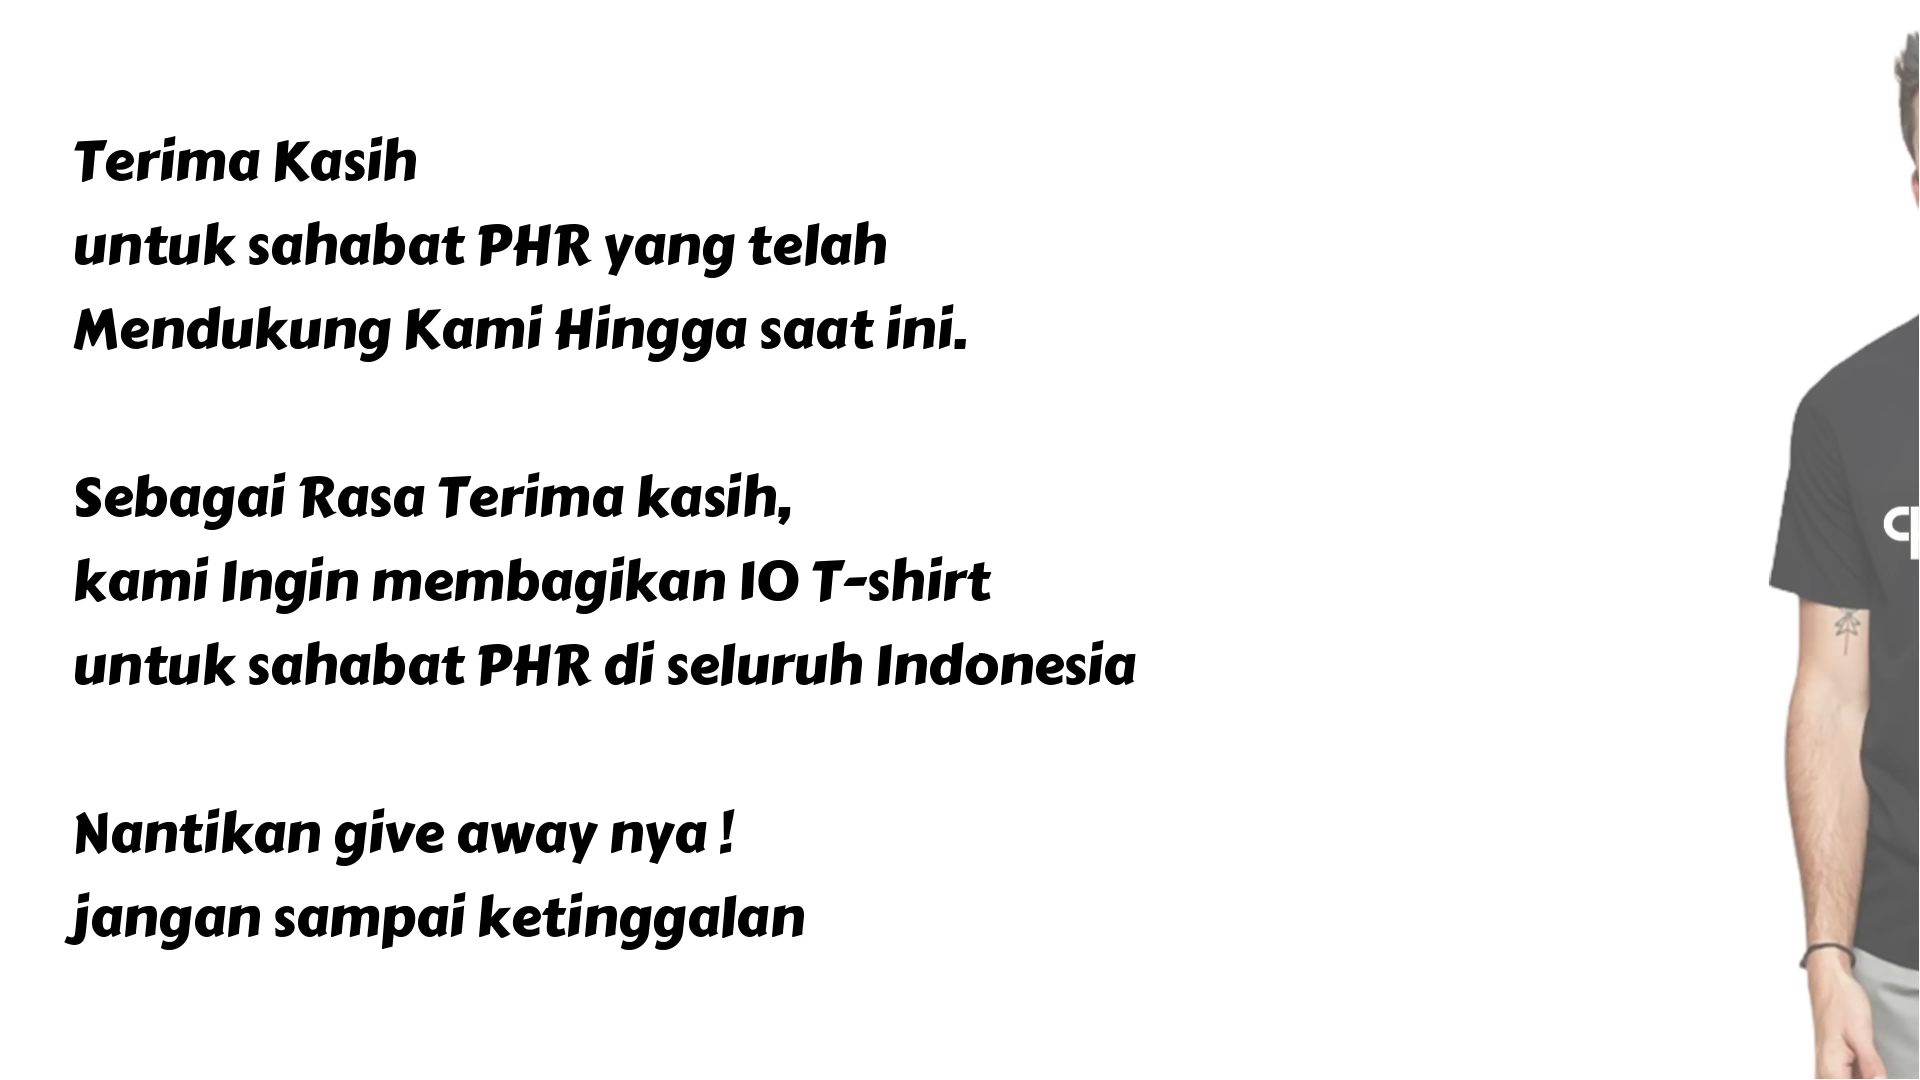 Terima Kasih
untuk sahabat PHR yang telah
Mendukung Kami Hingga saat ini.
Sebagai Rasa Terima kasih,
kami Ingin membagikan 10 T-shirt
untuk sahabat PHR di seluruh Indonesia
Nantikan give away nya !
jangan sampai ketinggalan